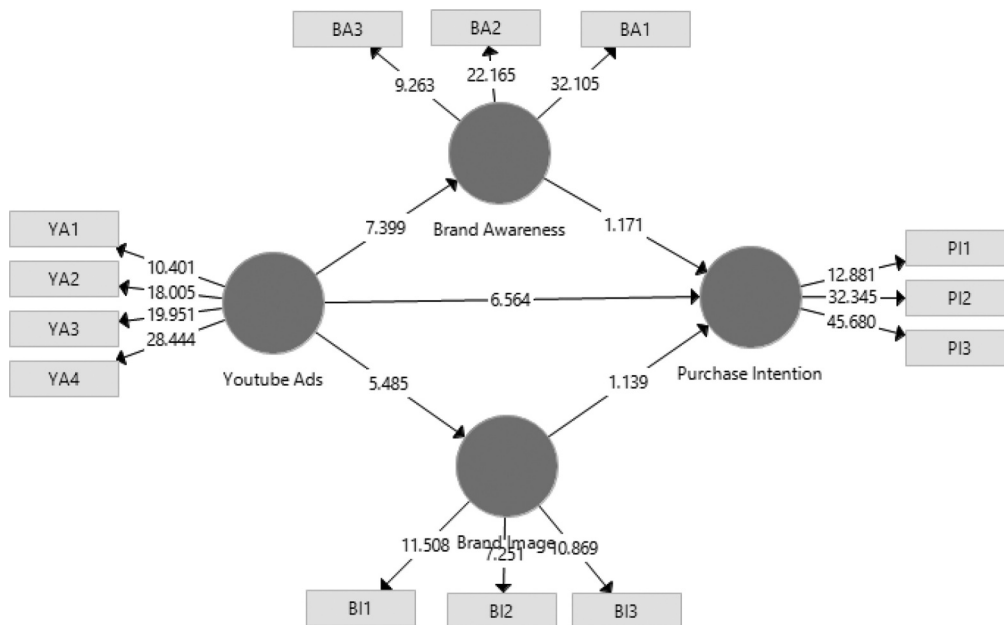 BA3
BA2
BA1
9.263
22.165
32.105
Brand Awareness
7.399
1.171
YA1
YA2
YA3
YA4
10.401
18.005
19.951
28.444
Youtube Ads
6.564
PI1
PI2
PI3
12.881
32.345
45.680
Purchase Intention
5.485
1.139
Brand Image
11.508
7.251
10.869
BI1
BI2
BI3